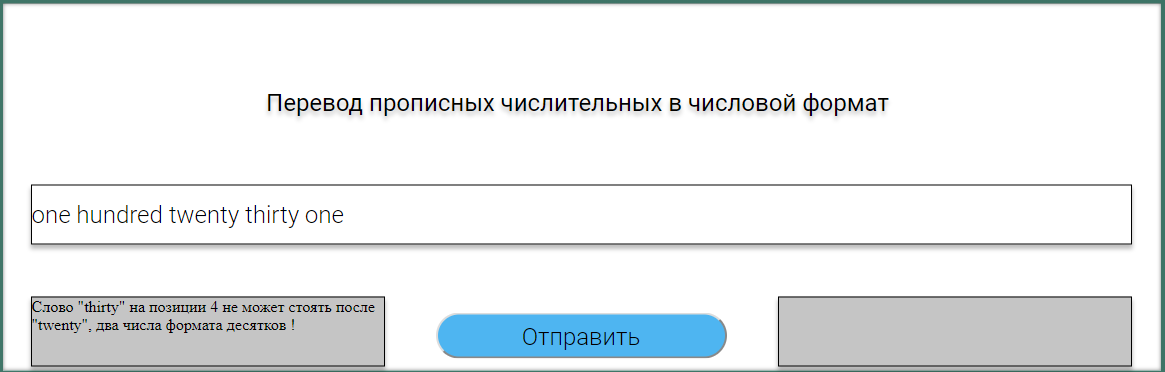 Перевод прописных числительных в числовой формат
one hundred twenty thirty one
Слово "thirty" на позиции 4 не может стоять после
"twenty", два числа формата десятков !
Отправить